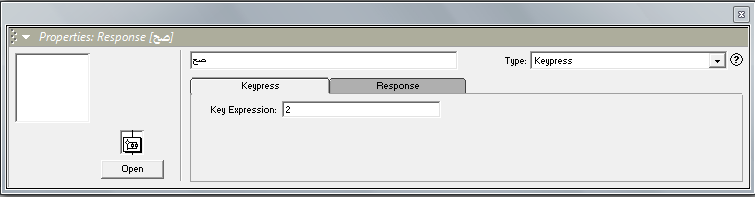 Properties: Response [صح]
صح
Type: Keypress
Keypress
Response
Key Expression: 2
Open